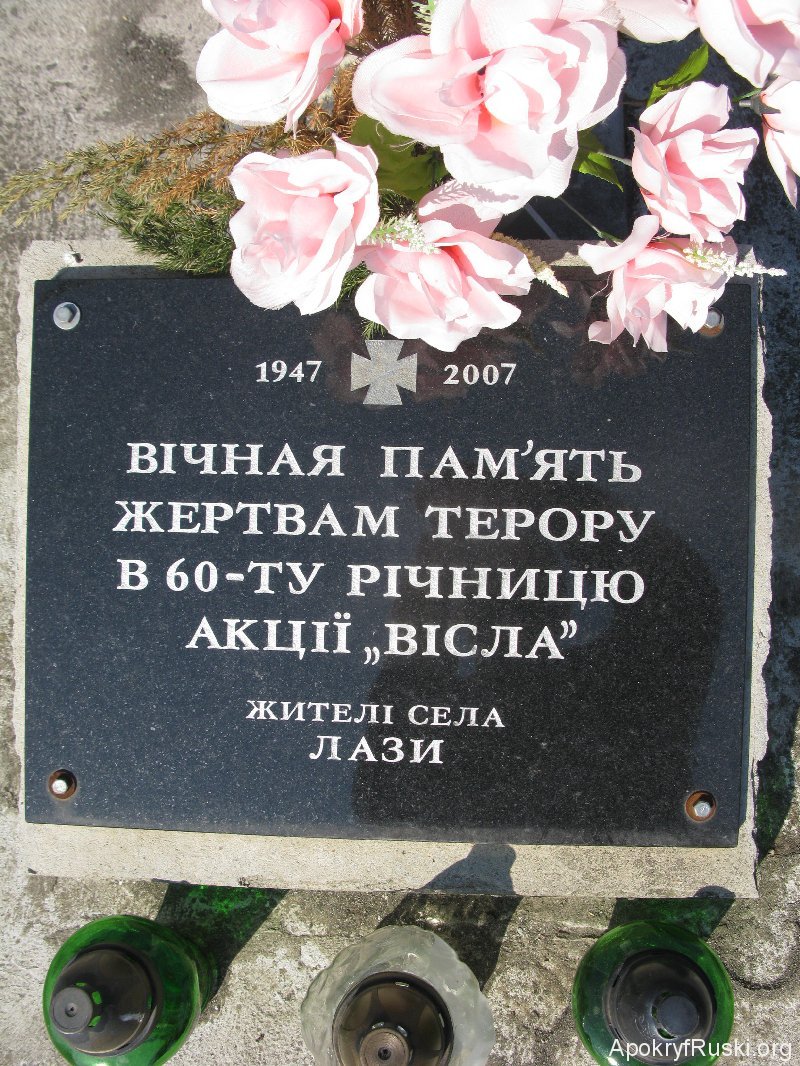 1947 2007
ВІЧНАЯ ПАМ'ЯТЬ
ЖЕРТВАМ ТЕРОРУ
В 60-ТУ РІЧНИЦЮ
АКЦІЇ „ВІСЛА”
ЖИТЕЛІ СЕЛА
ЛАЗИ
ApokryfRuski.org